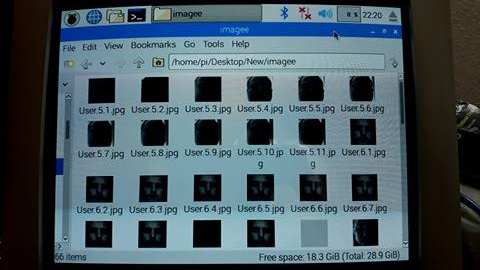 imagee
0 %
22:20
imagee
File Edit View Bookmarks Go Tools Help
/home/pi/Desktop/New/imagee
User.5.1.jpg User.5.2.jpg User.5.3.jpg User.5.4.jpg User.5.5.jpg User.5.6.jpg
User.5.7.jpg User.5.8.jpg User.5.9.jpg User.5.10.jp User.5.11.jp User.6.1.jpg
g g
User.6.2.jpg User.6.3.jpg User.6.4.jpg User.6.5.jpg User.6.6.jpg User.6.7.jpg
66 items Free space: 18.3 GiB (Total: 28.9 GiB)